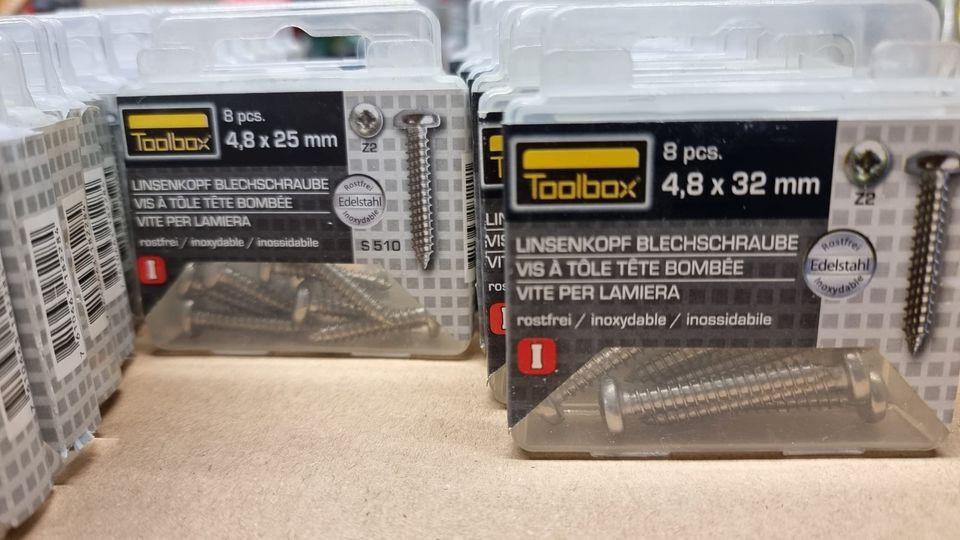 Toolbox
8 pcs.
4,8 x 25 mm
Z2
LINSENKOPF BLECHSCHRAUBE
VIS À TÔLE TÊTE BOMBÉE
VITE PER LAMIERA
rostfrei / inoxydable / inossidabile
Rostfrei
Edelstahl
Inoxydable
S 510
I
Toolbox
8 pcs.
4,8 x 32 mm
Z2
LINSENKOPF BLECHSCHRAUBE
VIS À TÔLE TÊTE BOMBÉE
VITE PER LAMIERA
rostfrei / inoxydable / inossidabile
Rostfrei
Edelstahl
Inoxydable
I